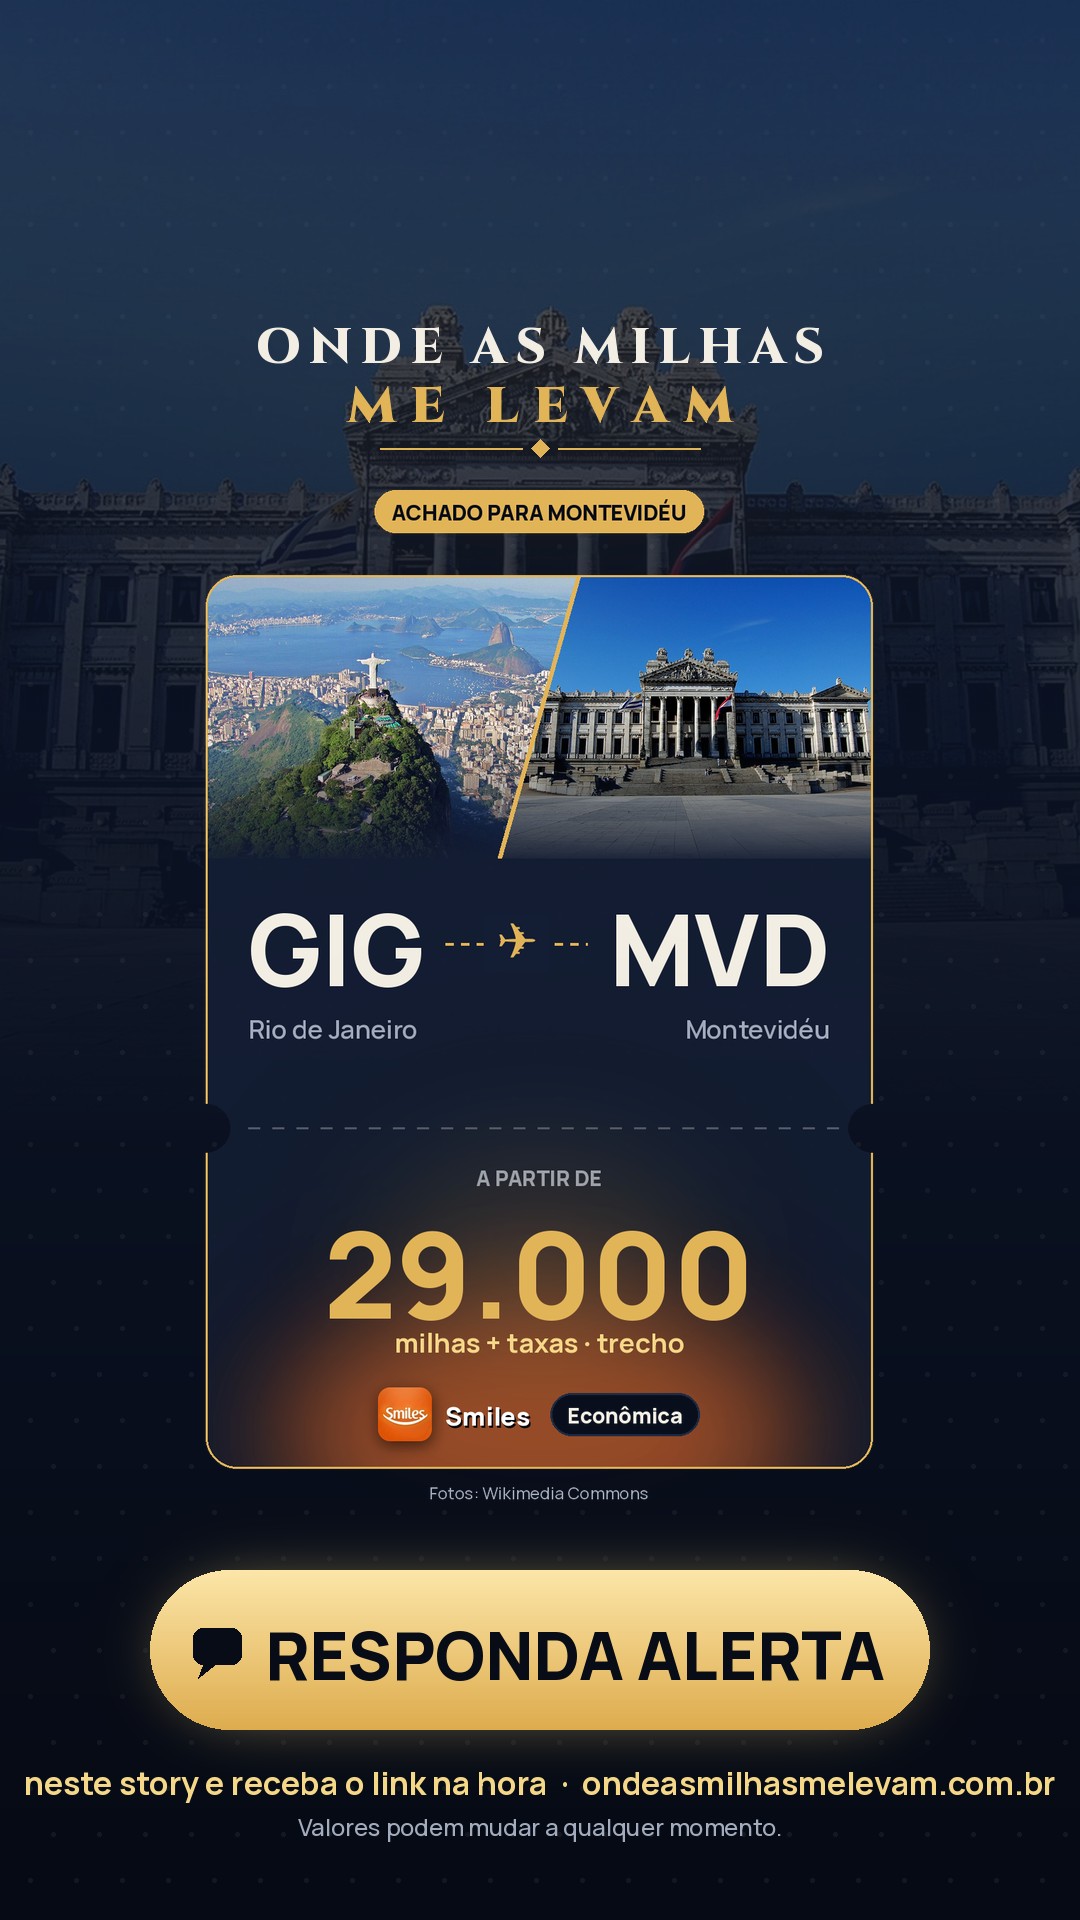 ONDE AS MILHAS
ME LEVAM
ACHADO PARA MONTEVIDÉU
GIG
MVD
Rio de Janeiro
Montevidéu
A PARTIR DE
29.000
milhas + taxas · trecho
Smiles
Smiles
Econômica
Fotos: Wikimedia Commons
RESPONDA ALERTA
neste story e receba o link na hora · ondeasmilhasmelevam.com.br
Valores podem mudar a qualquer momento.